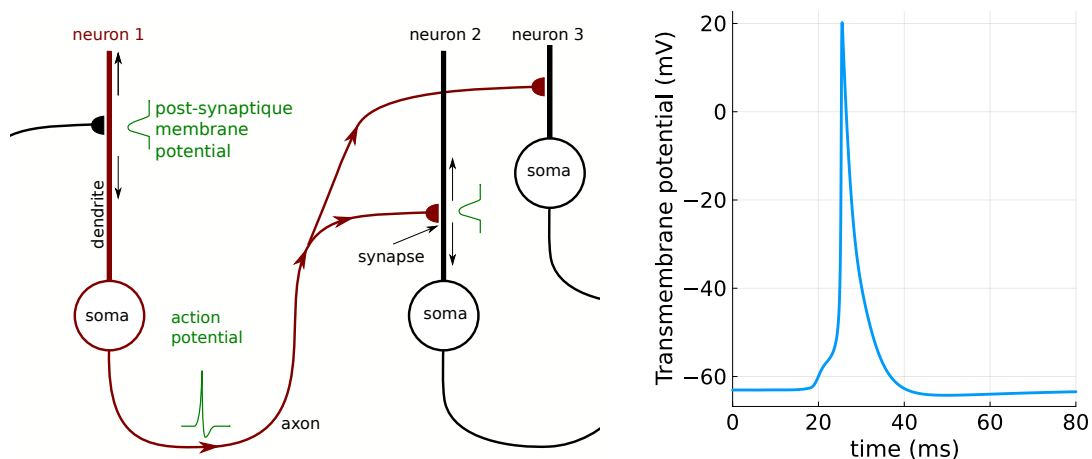 neuron 1
neuron 2
neuron 3
post-synaptique
membrane
potential
dendrite
soma
synapse
soma
soma
soma
action
potential
axon
Transmembrane potential (mV)
20
0
−20
−40
−60
0
20
40
60
80
time (ms)